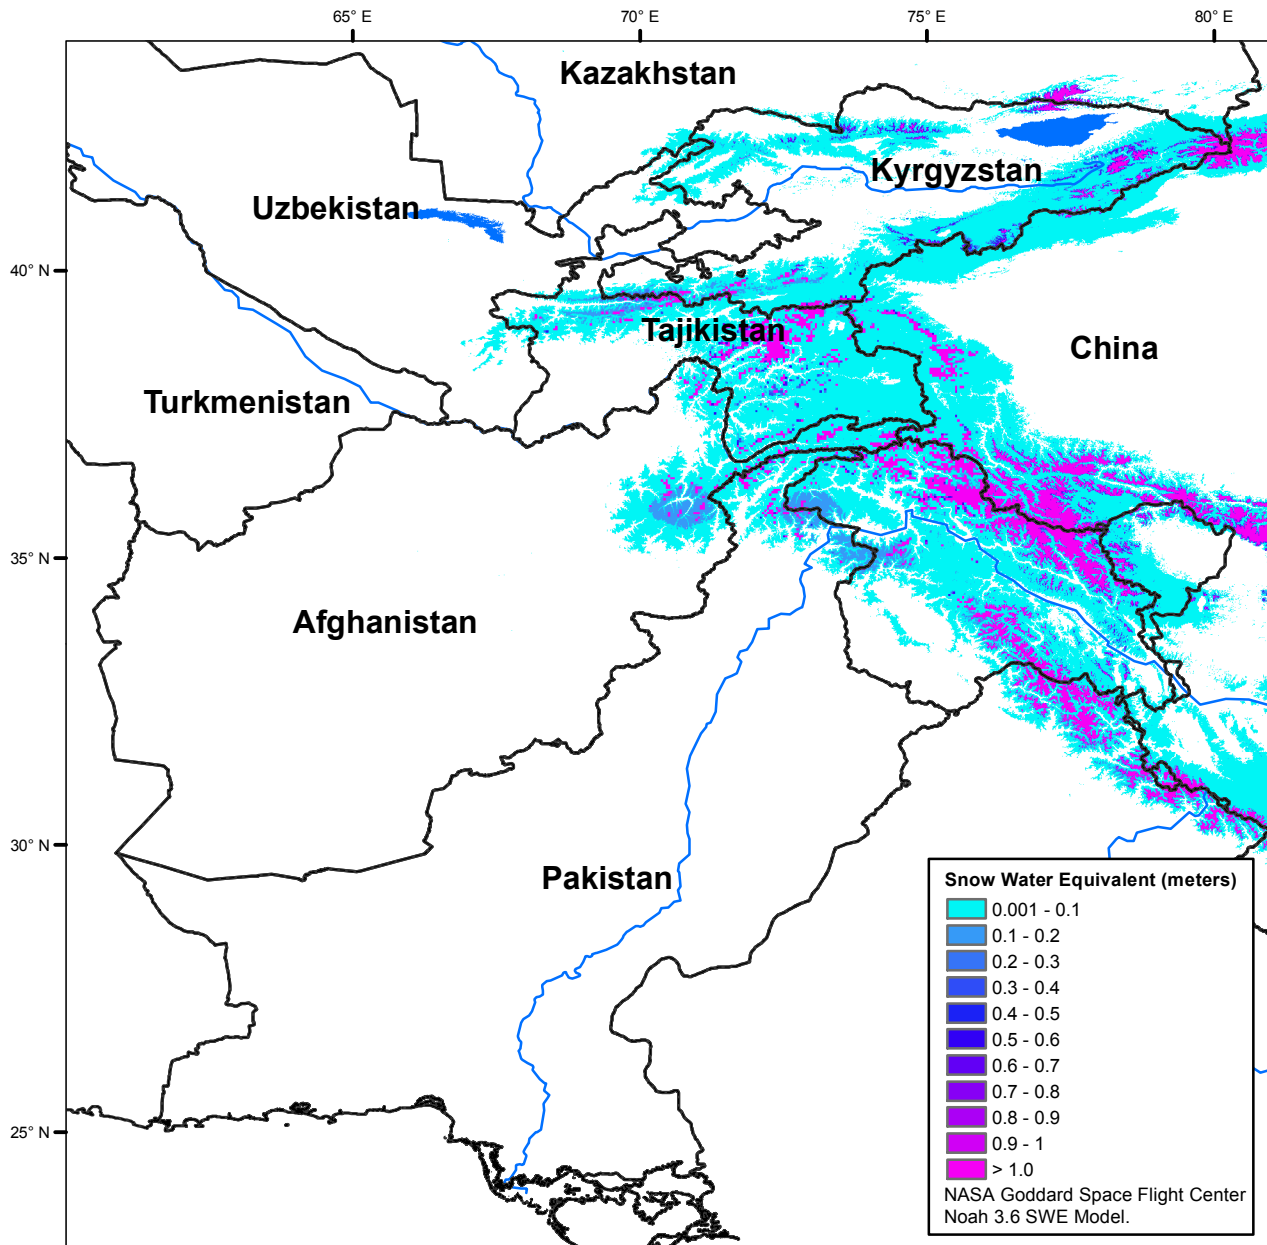 65° E
70° E
75° E
80° E
Kazakhstan
Kyrgyzstan
Uzbekistan
40° N
Tajikistan
China
Turkmenistan
35° N
Afghanistan
30° N
Pakistan
25° N
Snow Water Equivalent (meters)
0.001 - 0.1
0.1 - 0.2
0.2 - 0.3
0.3 - 0.4
0.4 - 0.5
0.5 - 0.6
0.6 - 0.7
0.7 - 0.8
0.8 - 0.9
0.9 - 1
> 1.0
NASA Goddard Space Flight Center
Noah 3.6 SWE Model.